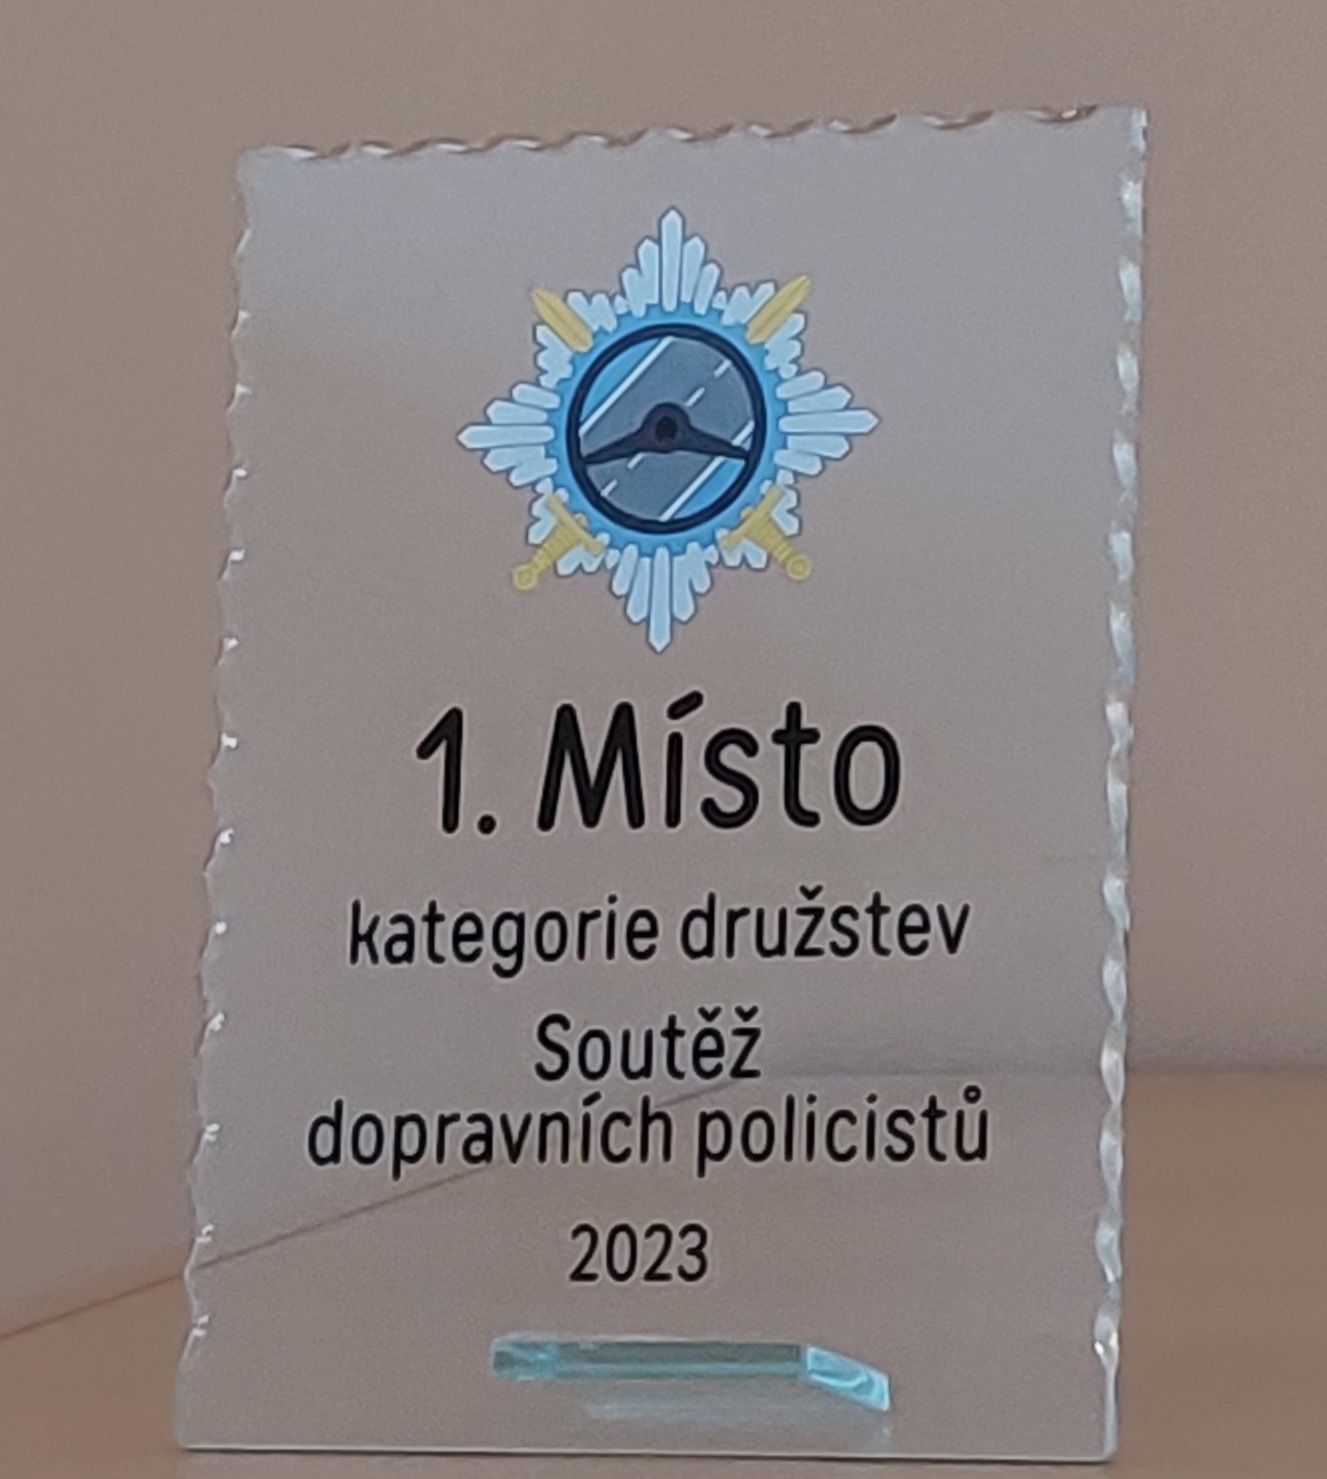 1. Místo
kategorie družstev
Soutěž
dopravních policistů
2023